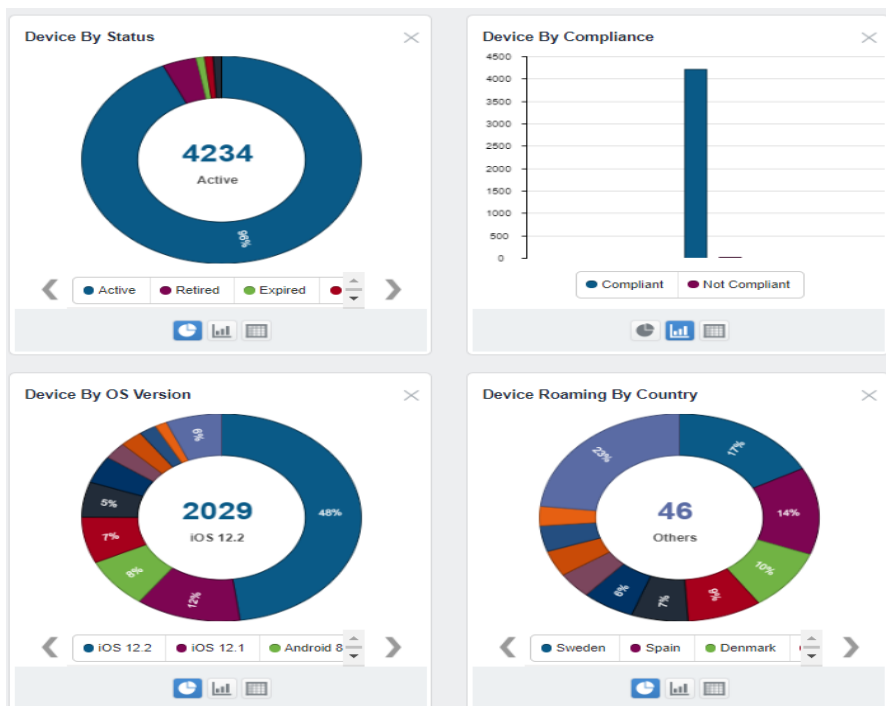 Device By Status
4234
Active
96%
Active
Retired
Expired
Device By Compliance
4500
4000
3500
3000
2500
2000
1500
1000
500
0
Compliant
Not Compliant
Device By OS Version
6%
48%
5%
7%
8%
12%
2029
iOS 12.2
iOS 12.2
iOS 12.1
Android 8
Device Roaming By Country
23%
17%
14%
10%
9%
7%
6%
46
Others
Sweden
Spain
Denmark